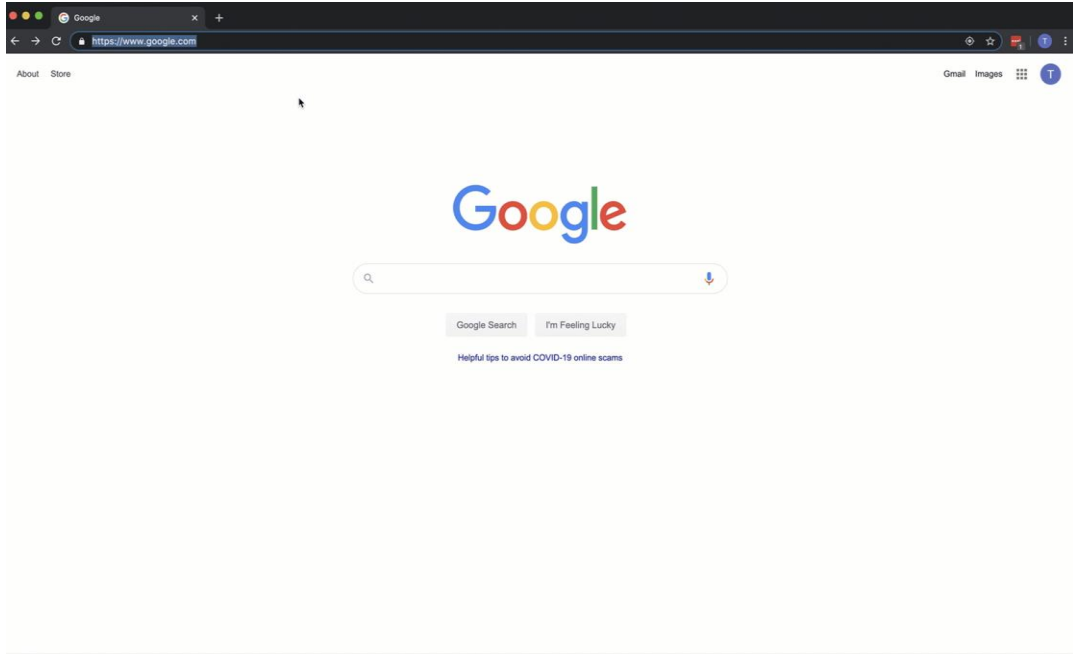 Google
https://www.google.com
About Store
Gmail Images T
Google
Google Search I'm Feeling Lucky
Helpful tips to avoid COVID-19 online scams